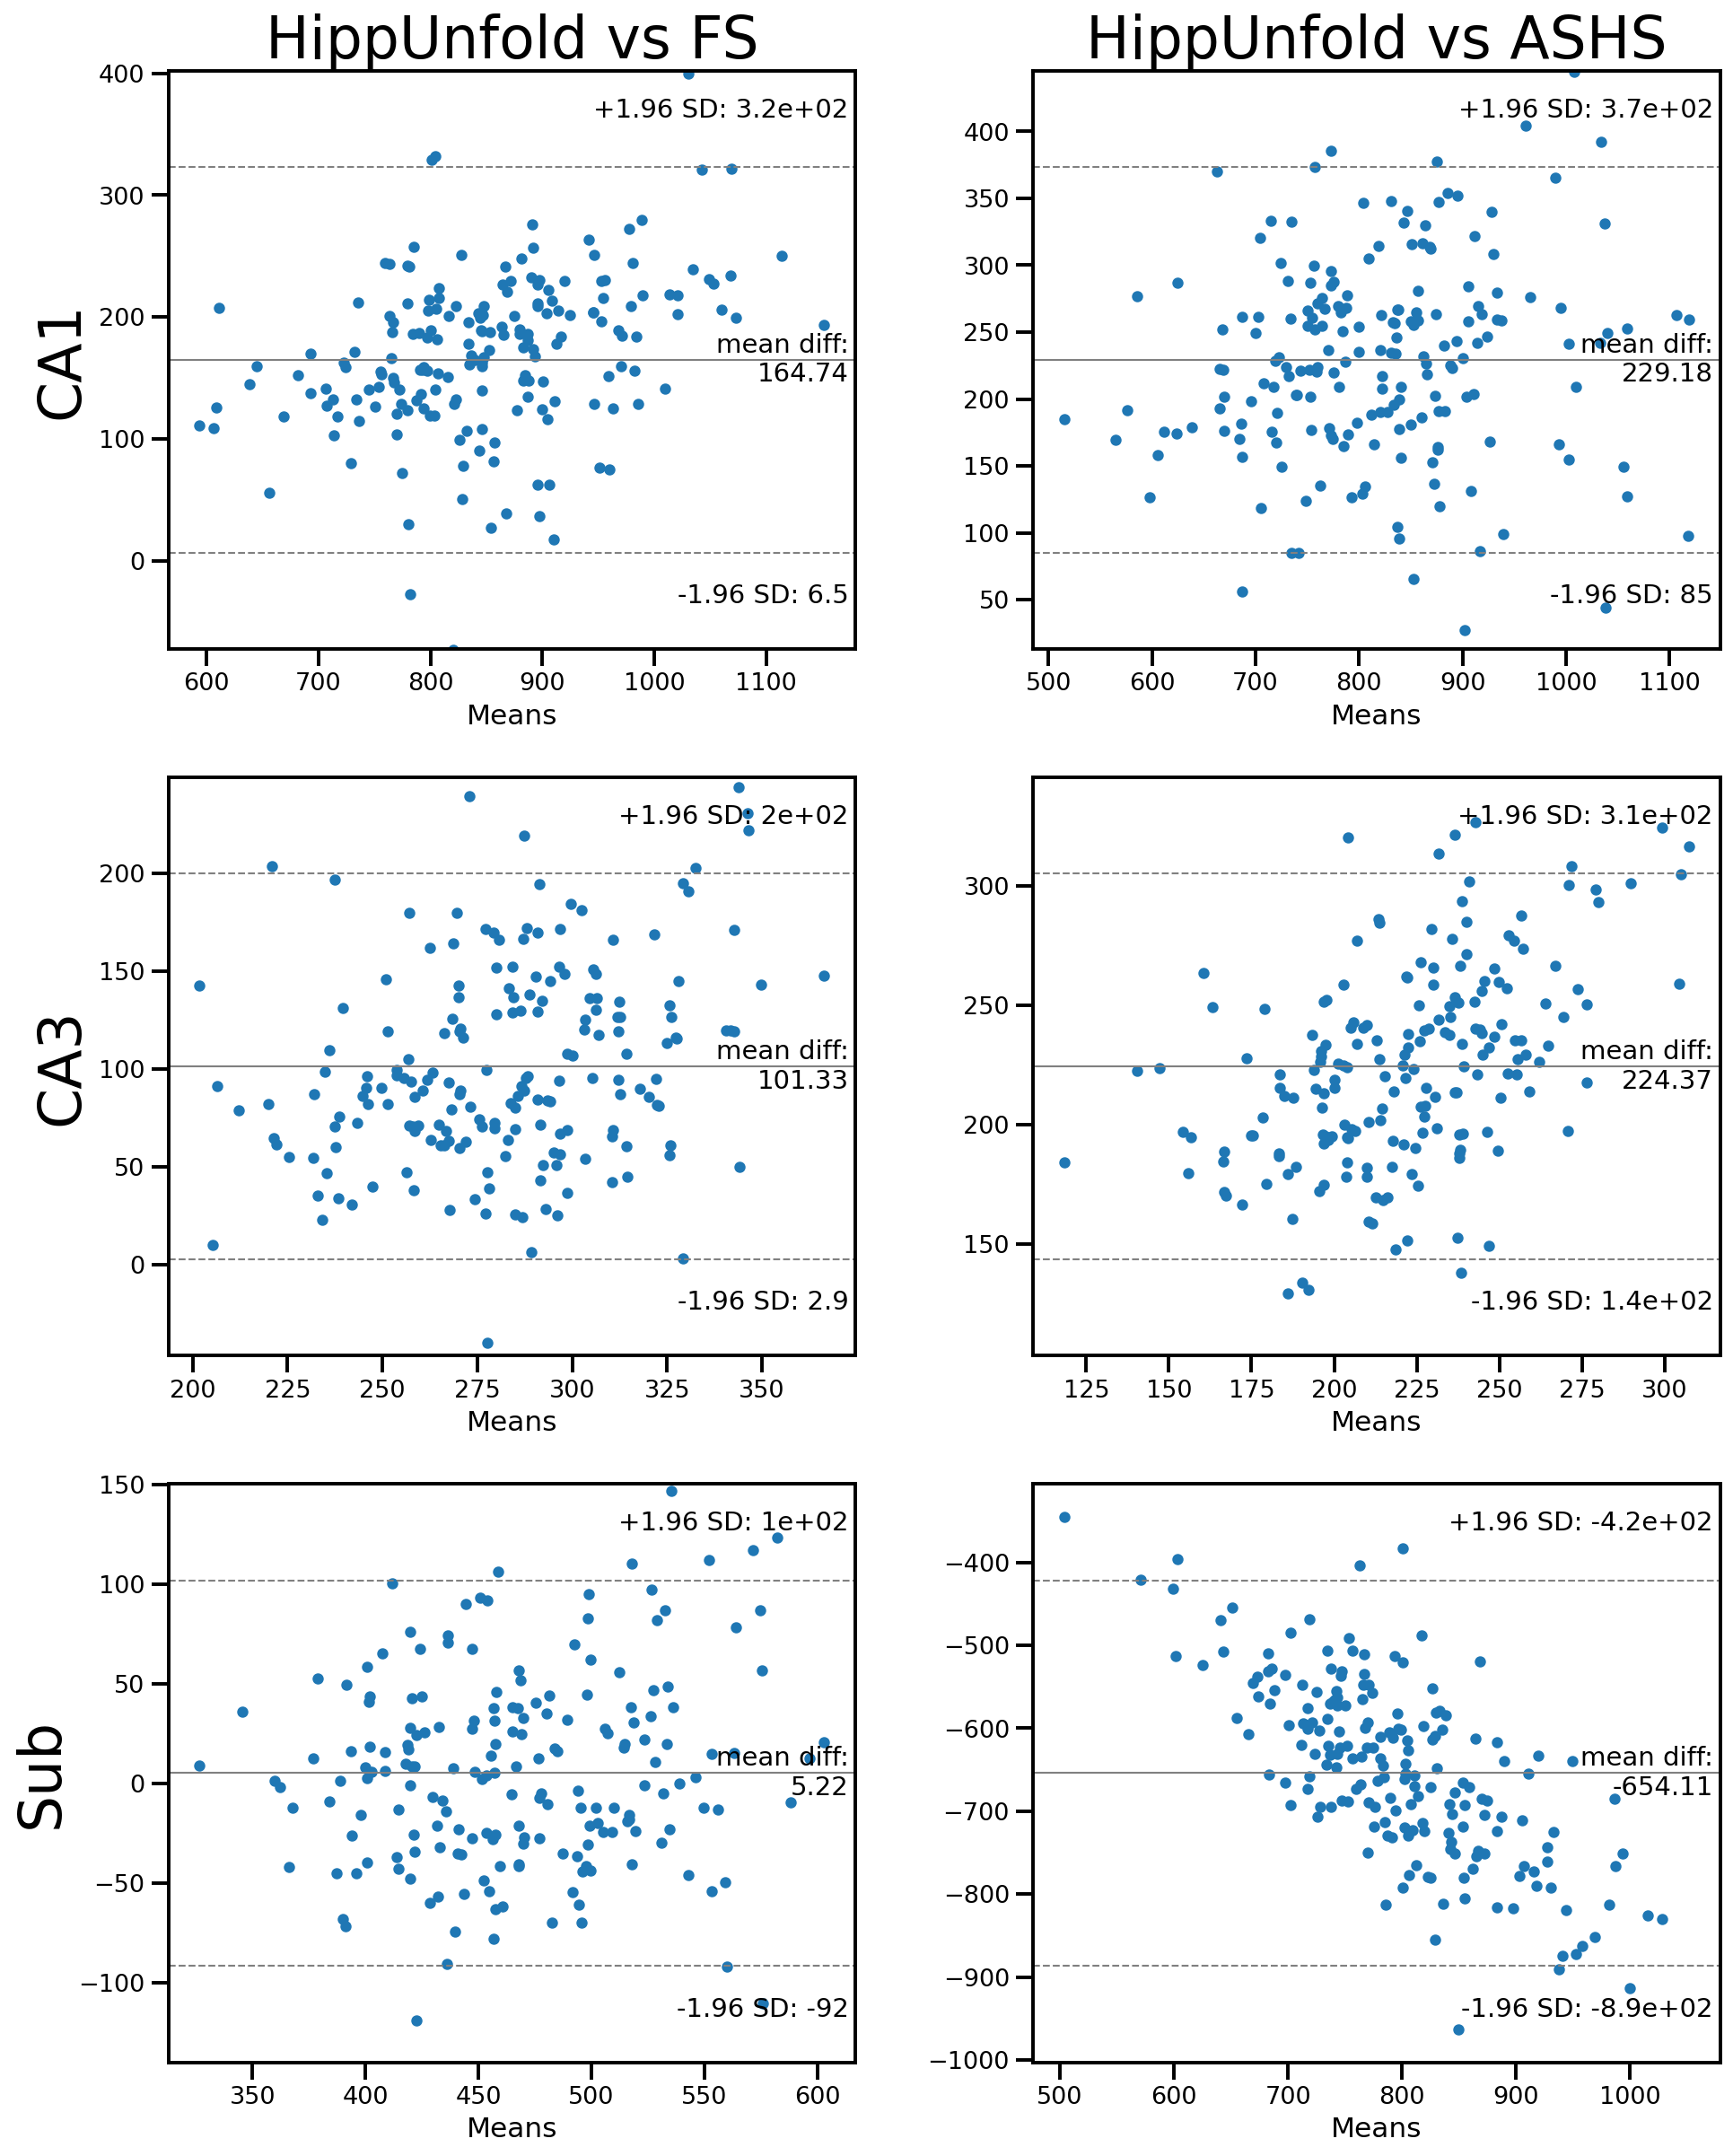 HippUnfold vs FS
HippUnfold vs ASHS
CA1
400
300
200
100
0
+1.96 SD: 3.2e+02
mean diff:
164.74
-1.96 SD: 6.5
600 700 800 900 1000 1100
Means
400
350
300
250
200
150
100
50
+1.96 SD: 3.7e+02
mean diff:
229.18
-1.96 SD: 85
500 600 700 800 900 1000 1100
Means
CA3
200
150
100
50
0
+1.96 SD: 2e+02
mean diff:
101.33
-1.96 SD: 2.9
200 225 250 275 300 325 350
Means
300
250
200
150
+1.96 SD: 3.1e+02
mean diff:
224.37
-1.96 SD: 1.4e+02
125 150 175 200 225 250 275 300
Means
Sub
150
100
50
0
−50
−100
+1.96 SD: 1e+02
mean diff:
5.22
-1.96 SD: -92
350 400 450 500 550 600
Means
−400
−500
−600
−700
−800
−900
−1000
+1.96 SD: -4.2e+02
mean diff:
-654.11
-1.96 SD: -8.9e+02
500 600 700 800 900 1000
Means